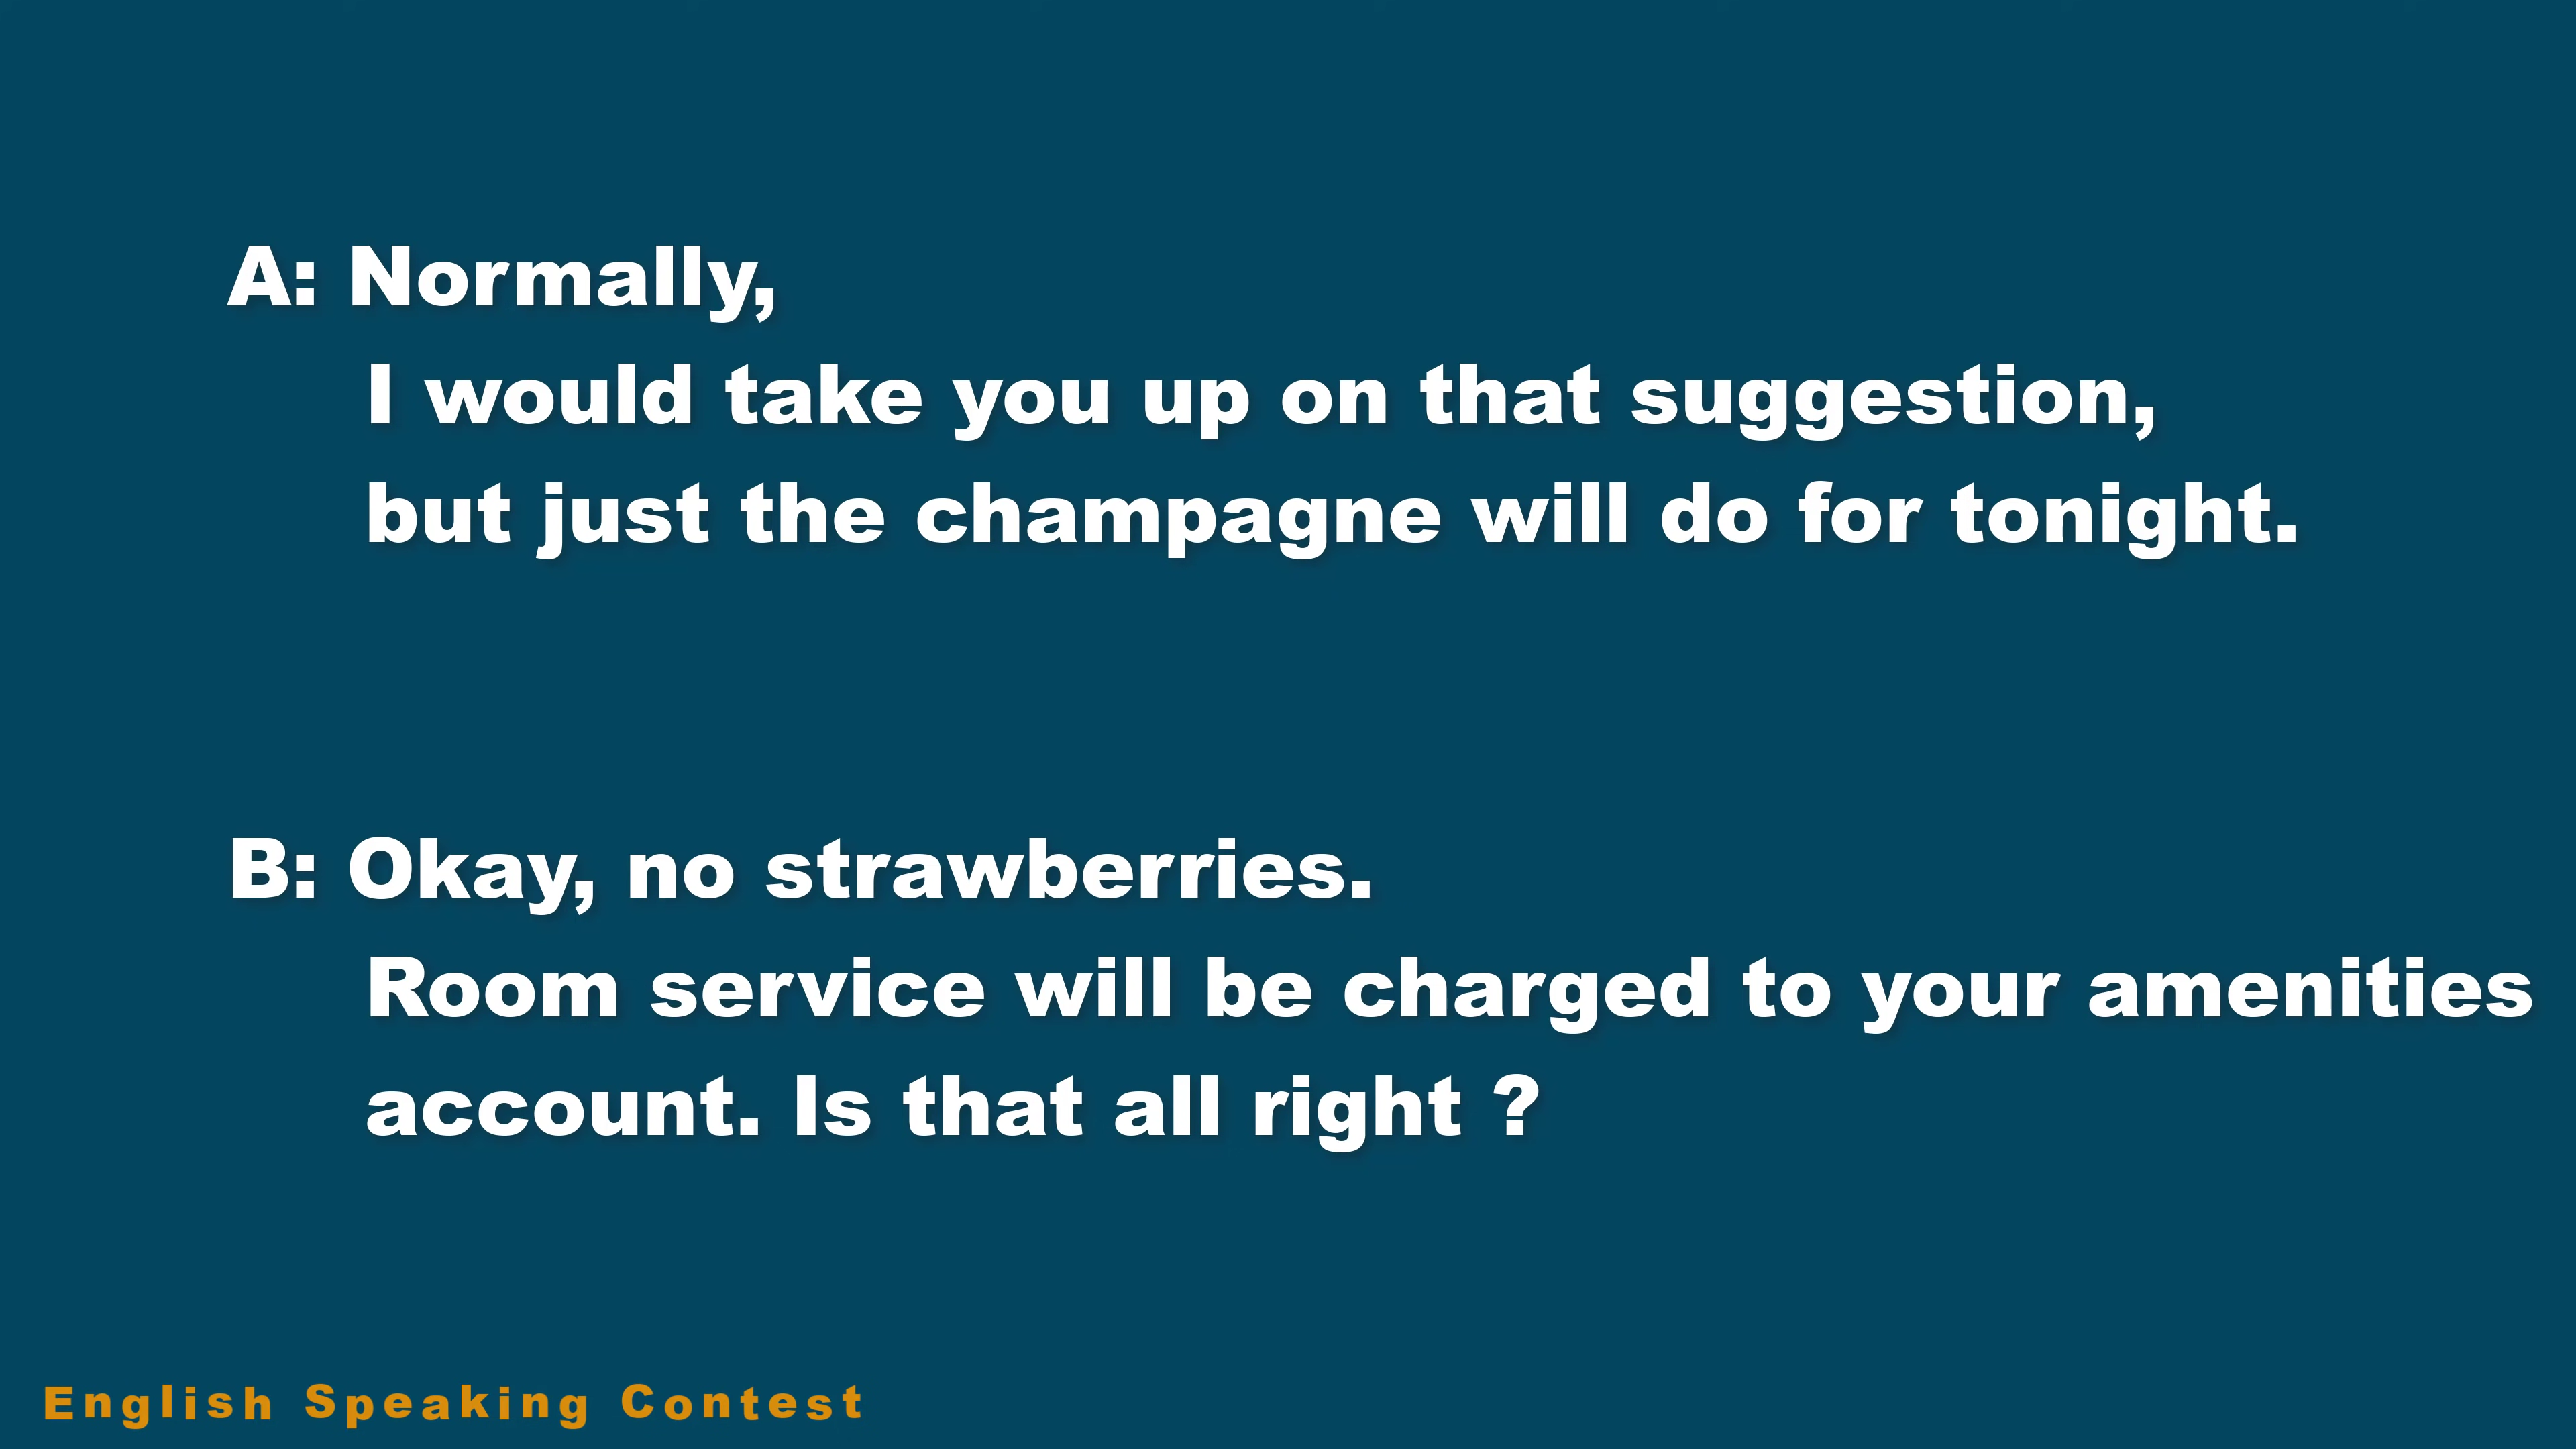 A: Normally,
I would take you up on that suggestion,
but just the champagne will do for tonight.
B: Okay, no strawberries.
Room service will be charged to your amenities
account. Is that all right ?
English Speaking Contest